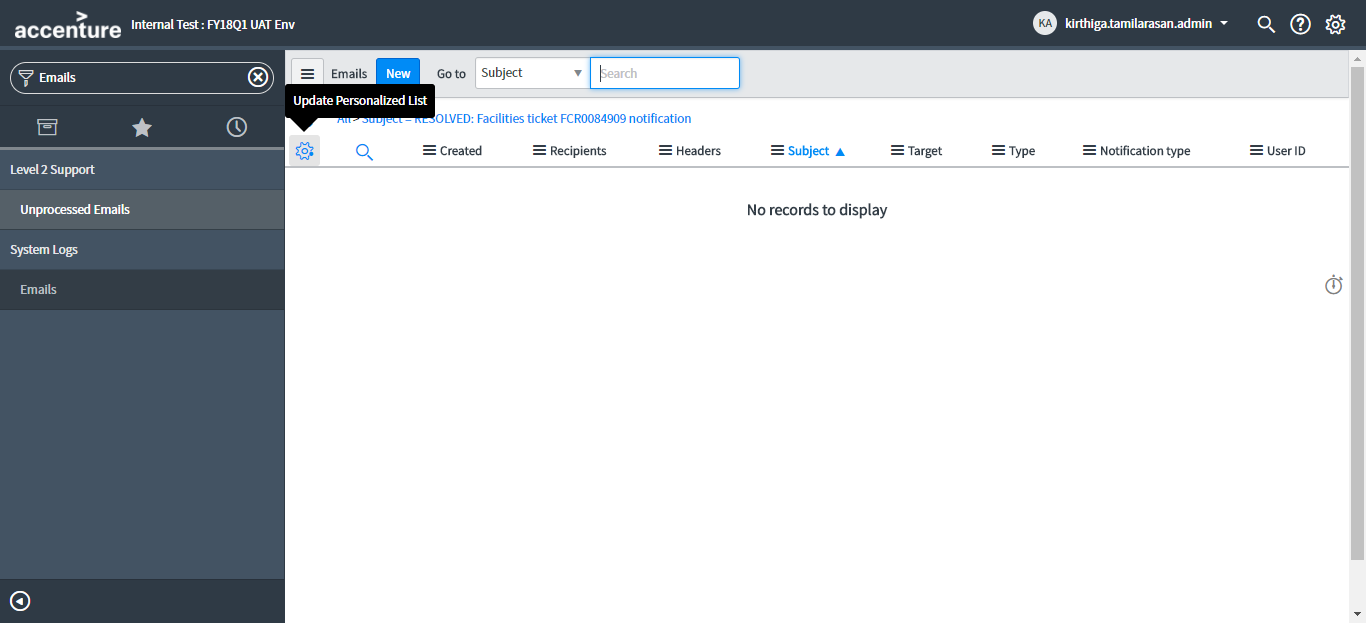 accenture Internal Test : FY18Q1 UAT Env
KA kirthiga.tamilarasan.admin
Emails
Level 2 Support
Unprocessed Emails
System Logs
Emails
Emails New Go to Subject Search
Update Personalized List
All > Subject = RESOLVED: Facilities ticket FCR0084909 notification
Created Recipients Headers Subject Target Type Notification type User ID
No records to display